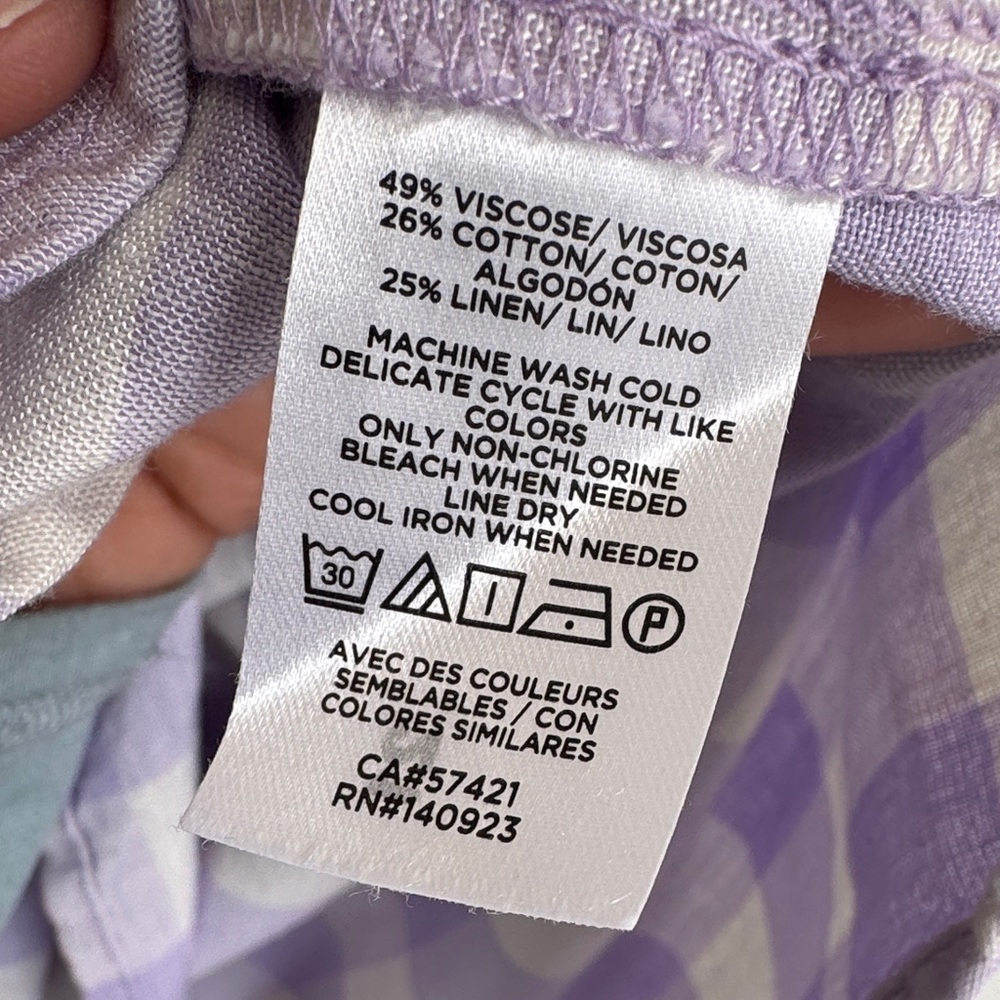 49% VISCOSE/ VISCOSA
26% COTTON/ COTON/
ALGODÓN
25% LINEN/ LIN/ LINO
MACHINE WASH COLD
DELICATE CYCLE WITH LIKE
COLORS
ONLY NON-CHLORINE
BLEACH WHEN NEEDED
LINE DRY
COOL IRON WHEN NEEDED
30 P
AVEC DES COULEURS
SEMBLABLES / CON
COLORES SIMILARES
CA#57421
RN#140923